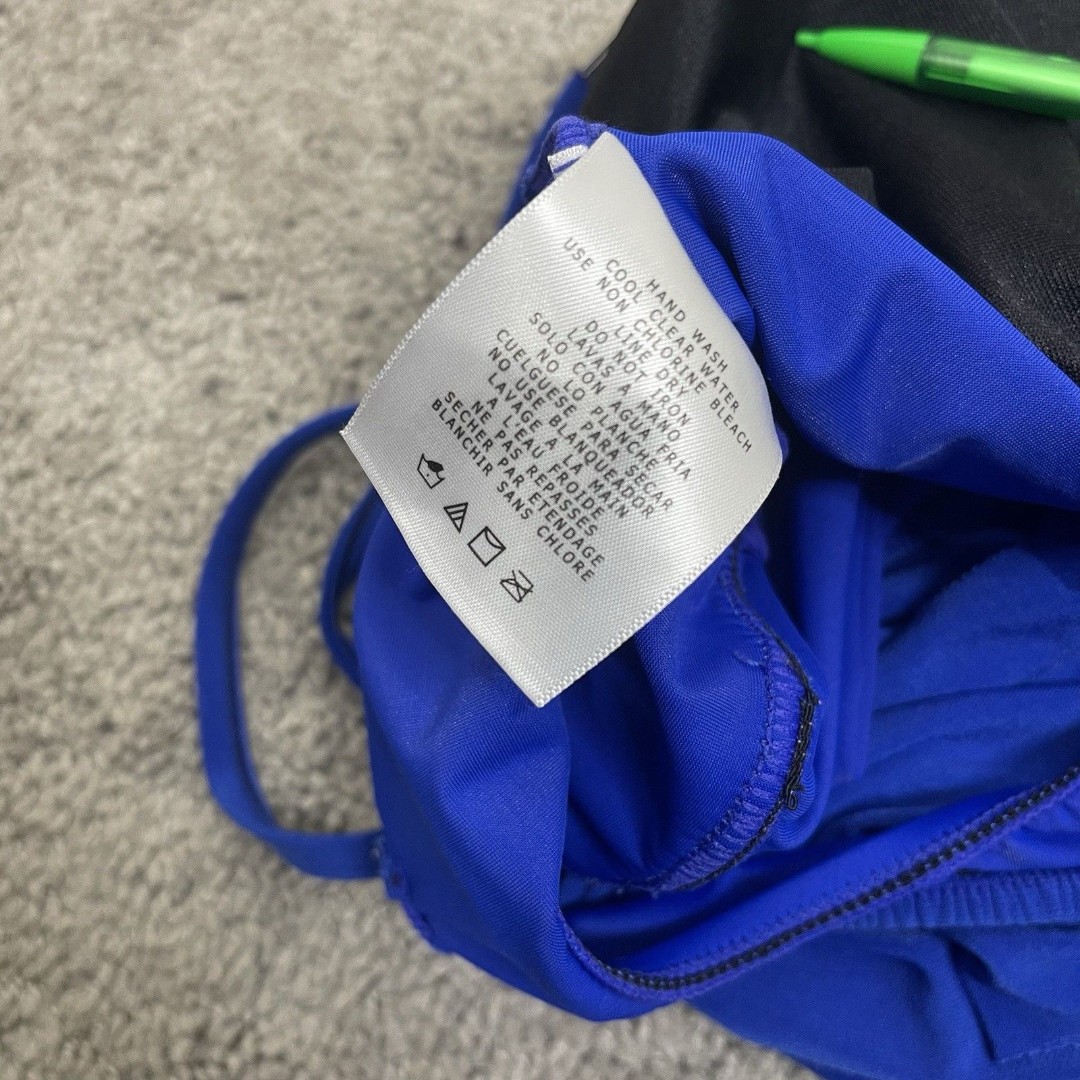 HAND WASH
COOL CLEAR WATER
USE NON CHLORINE BLEACH
LINE DRY
DO NOT IRON
LAVAS A MANO
SOLO CON AGUA FRIA
NO LO PLANCHE
CUELGUESE PARA SECAR
NO USE BLANQUEADOR
LAVAGE A LA MAIN
A L'EAU FROIDE
NE PAS REPASSES
SECHER PAR ETENDAGE
BLANCHIR SANS CHLORE